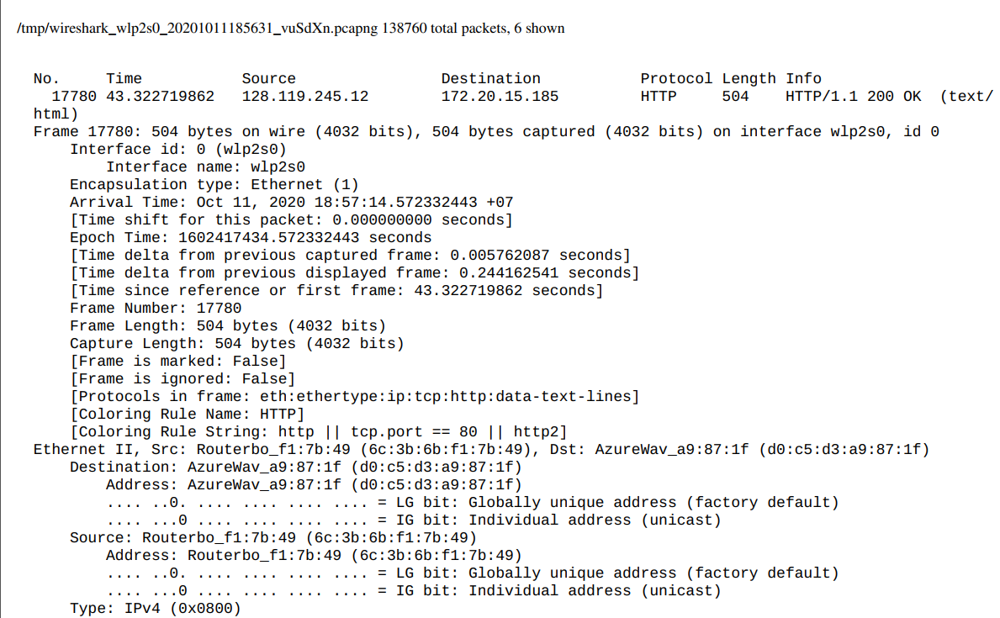 /tmp/wireshark_wlp2s0_20201011185631_vuSdXn.pcapng 138760 total packets, 6 shown
No. Time Source Destination Protocol Length Info
17780 43.322719862 128.119.245.12 172.20.15.185 HTTP 504 HTTP/1.1 200 OK (text/
html)
Frame 17780: 504 bytes on wire (4032 bits), 504 bytes captured (4032 bits) on interface wlp2s0, id 0
Interface id: 0 (wlp2s0)
Interface name: wlp2s0
Encapsulation type: Ethernet (1)
Arrival Time: Oct 11, 2020 18:57:14.572332443 +07
[Time shift for this packet: 0.000000000 seconds]
Epoch Time: 1602417434.572332443 seconds
[Time delta from previous captured frame: 0.005762087 seconds]
[Time delta from previous displayed frame: 0.244162541 seconds]
[Time since reference or first frame: 43.322719862 seconds]
Frame Number: 17780
Frame Length: 504 bytes (4032 bits)
Capture Length: 504 bytes (4032 bits)
[Frame is marked: False]
[Frame is ignored: False]
[Protocols in frame: eth:ethertype:ip:tcp:http:data-text-lines]
[Coloring Rule Name: HTTP]
[Coloring Rule String: http || tcp.port == 80 || http2]
Ethernet II, Src: Routerbo_f1:7b:49 (6c:3b:6b:f1:7b:49), Dst: AzureWav_a9:87:1f (d0:c5:d3:a9:87:1f)
Destination: AzureWav_a9:87:1f (d0:c5:d3:a9:87:1f)
Address: AzureWav_a9:87:1f (d0:c5:d3:a9:87:1f)
.... ..0. .... .... .... .... = LG bit: Globally unique address (factory default)
.... ...0 .... .... .... .... = IG bit: Individual address (unicast)
Source: Routerbo_f1:7b:49 (6c:3b:6b:f1:7b:49)
Address: Routerbo_f1:7b:49 (6c:3b:6b:f1:7b:49)
.... ..0. .... .... .... .... = LG bit: Globally unique address (factory default)
.... ...0 .... .... .... .... = IG bit: Individual address (unicast)
Type: IPv4 (0x0800)